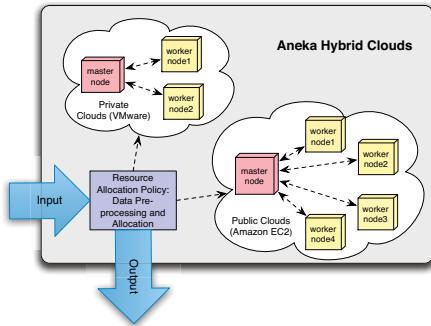 Aneka Hybrid Clouds
worker
node1
master
node
worker
node2
Private
Clouds (VMware)
worker
node1
worker
node2
master
node
worker
node3
worker
node4
Public Clouds
(Amazon EC2)
Input
Resource
Allocation Policy:
Data Pre-
processing and
Allocation
Output